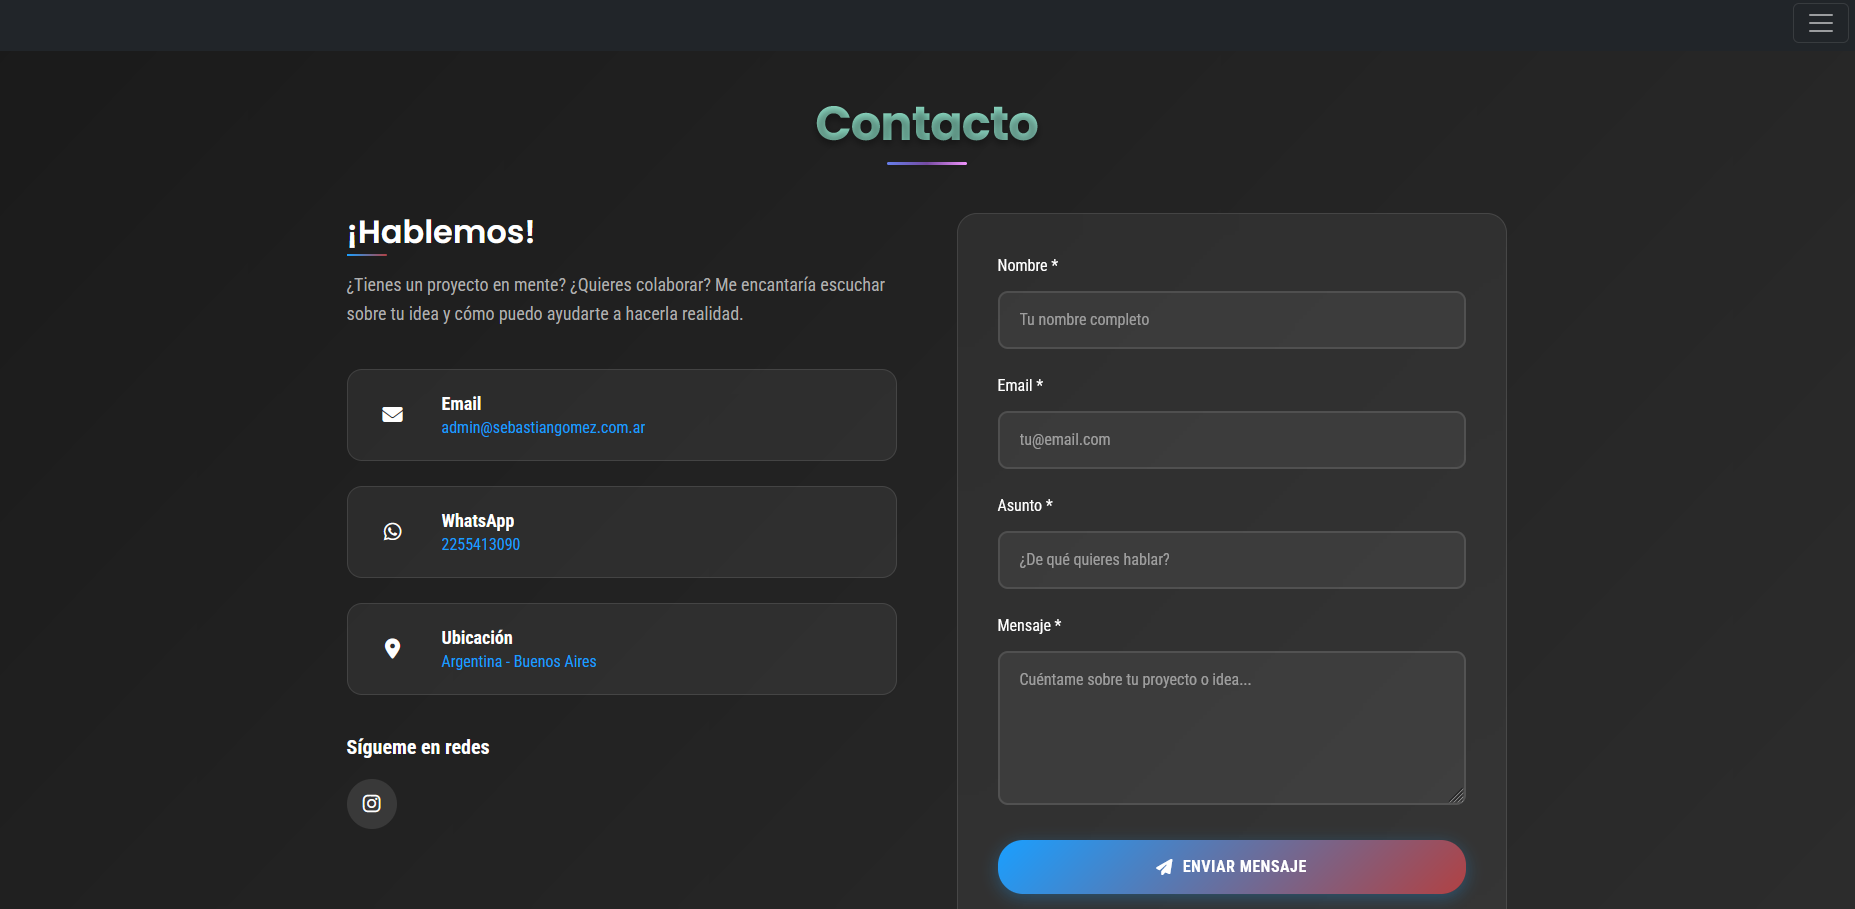 Contacto
¡Hablemos!
¿Tienes un proyecto en mente? ¿Quieres colaborar? Me encantaría escuchar
sobre tu idea y cómo puedo ayudarte a hacerla realidad.
Email
admin@sebastiangomez.com.ar
WhatsApp
2255413090
Ubicación
Argentina - Buenos Aires
Sígueme en redes
Nombre *
Tu nombre completo
Email *
tu@email.com
Asunto *
¿De qué quieres hablar?
Mensaje *
Cuéntame sobre tu proyecto o idea...
ENVIAR MENSAJE